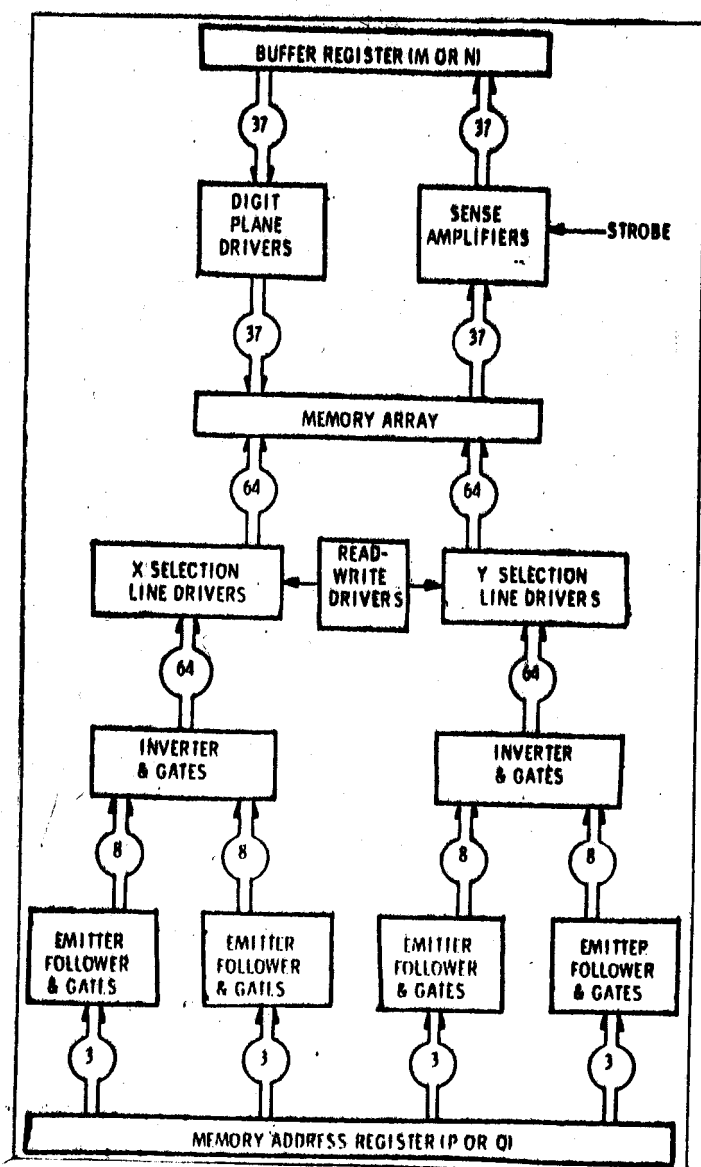 BUFFER REGISTER (M OR N)
37
37
DIGIT
PLANE
DRIVERS
SENSE
AMPLIFIERS
STROBE
37
37
MEMORY ARRAY
64
64
X SELECTION
LINE DRIVERS
READ-
WRITE
DRIVERS
Y SELECTION
LINE DRIVERS
64
64
INVERTER
& GATES
INVERTER
& GATES
8
8
8
8
EMITTER
FOLLOWER
& GATES
EMITTER
FOLLOWER
& GATES
EMITTER
FOLLOWER
& GATES
EMITTER
FOLLOWER
& GATES
3
3
3
3
MEMORY ADDRESS REGISTER (P OR Q)